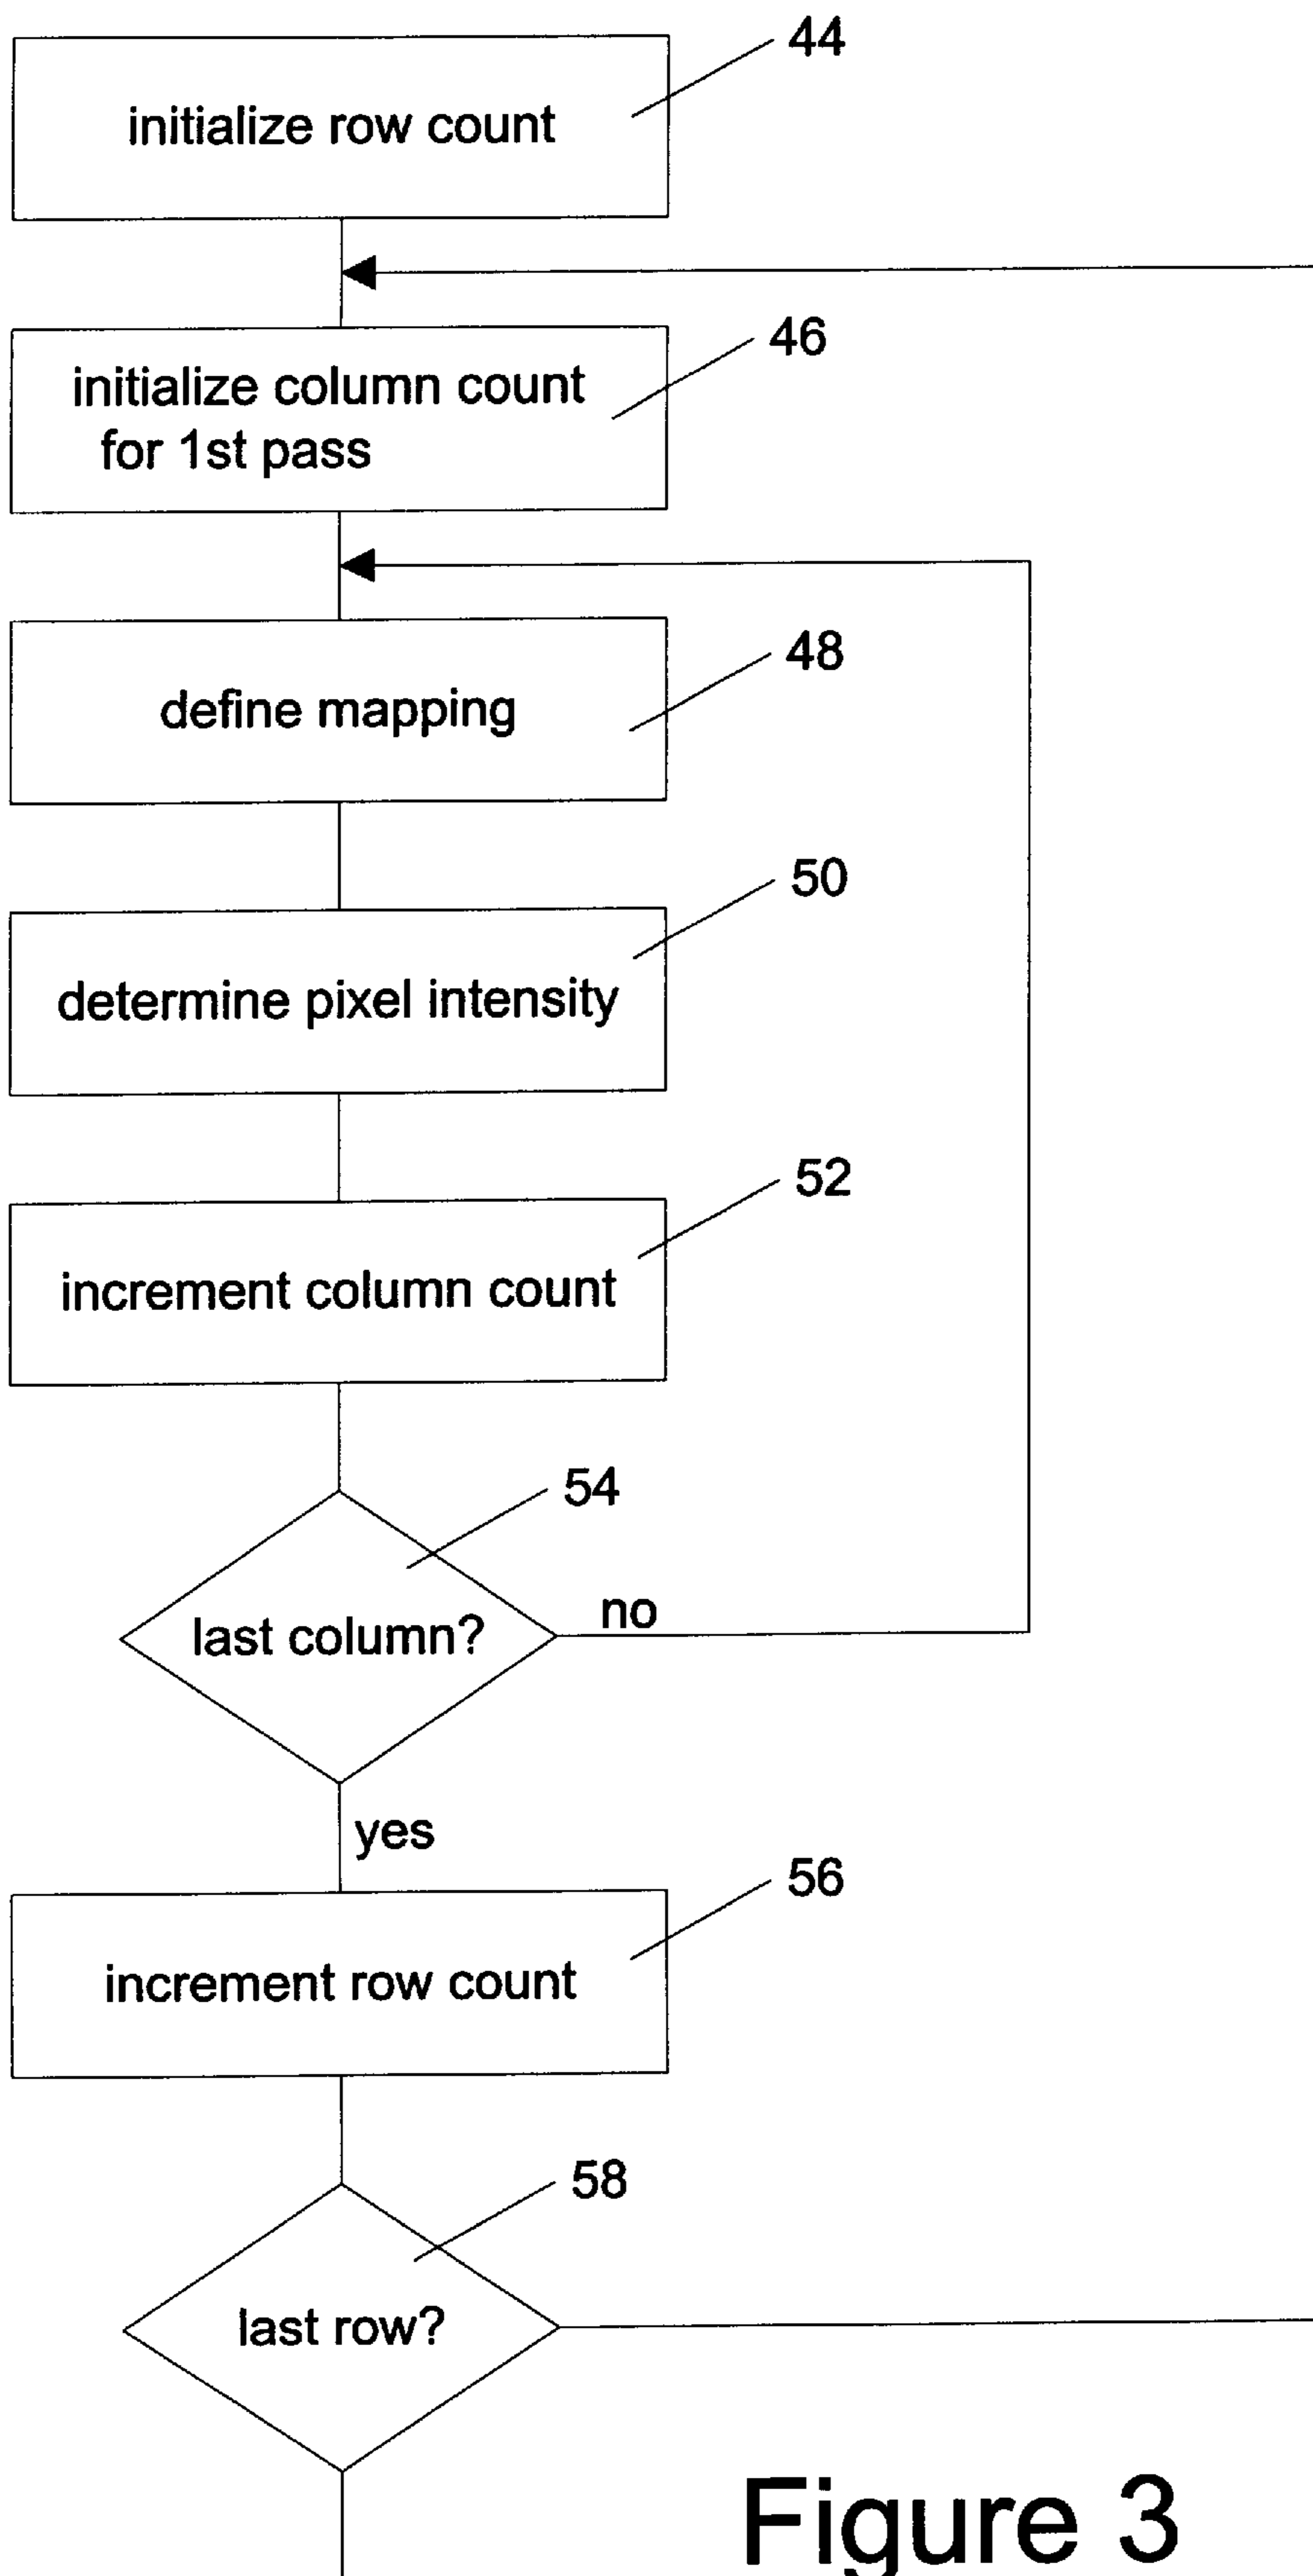 44
initialize row count
46
initialize column count
for 1st pass
48
define mapping
50
determine pixel intensity
52
increment column count
54
last column?
no
yes
56
increment row count
58
last row?
Figure 3